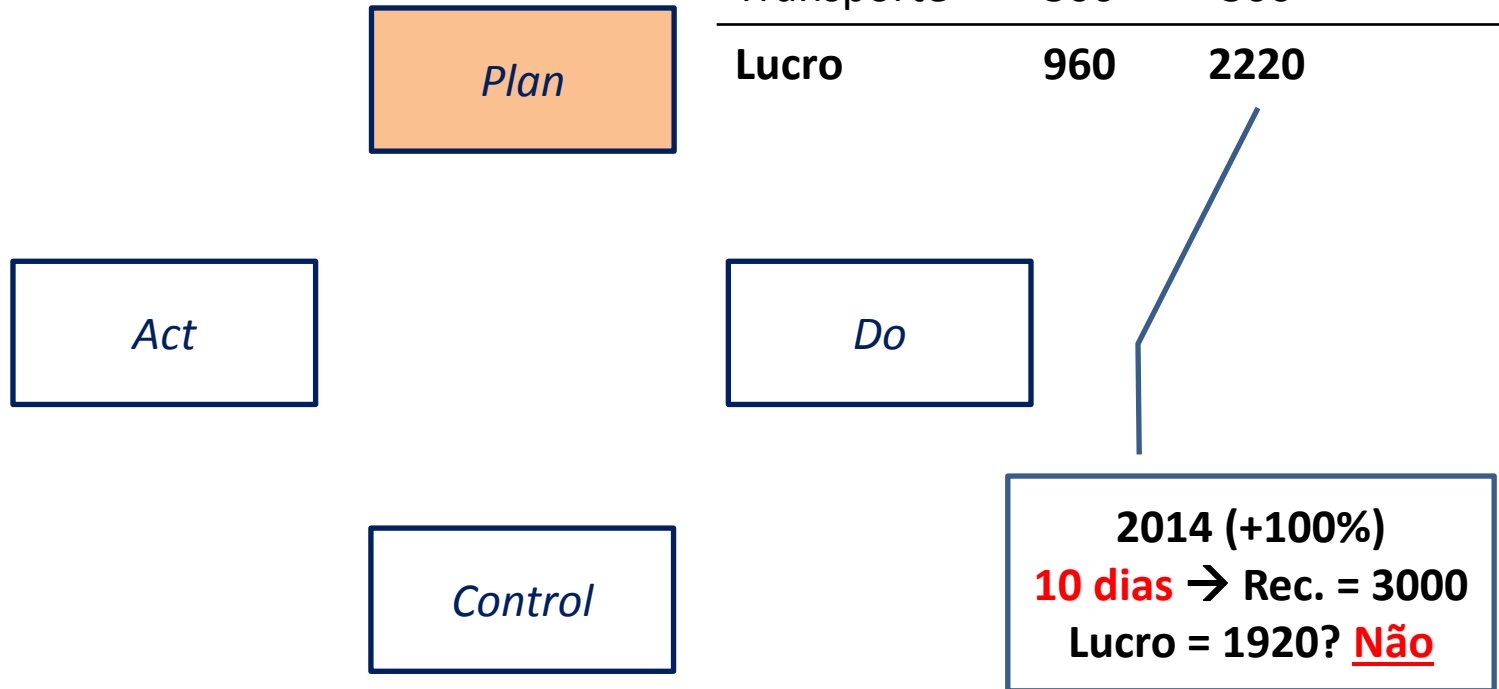 Lucro 960 2220
Plan
Act
Do
Control
2014 (+100%)
10 dias → Rec. = 3000
Lucro = 1920? Não